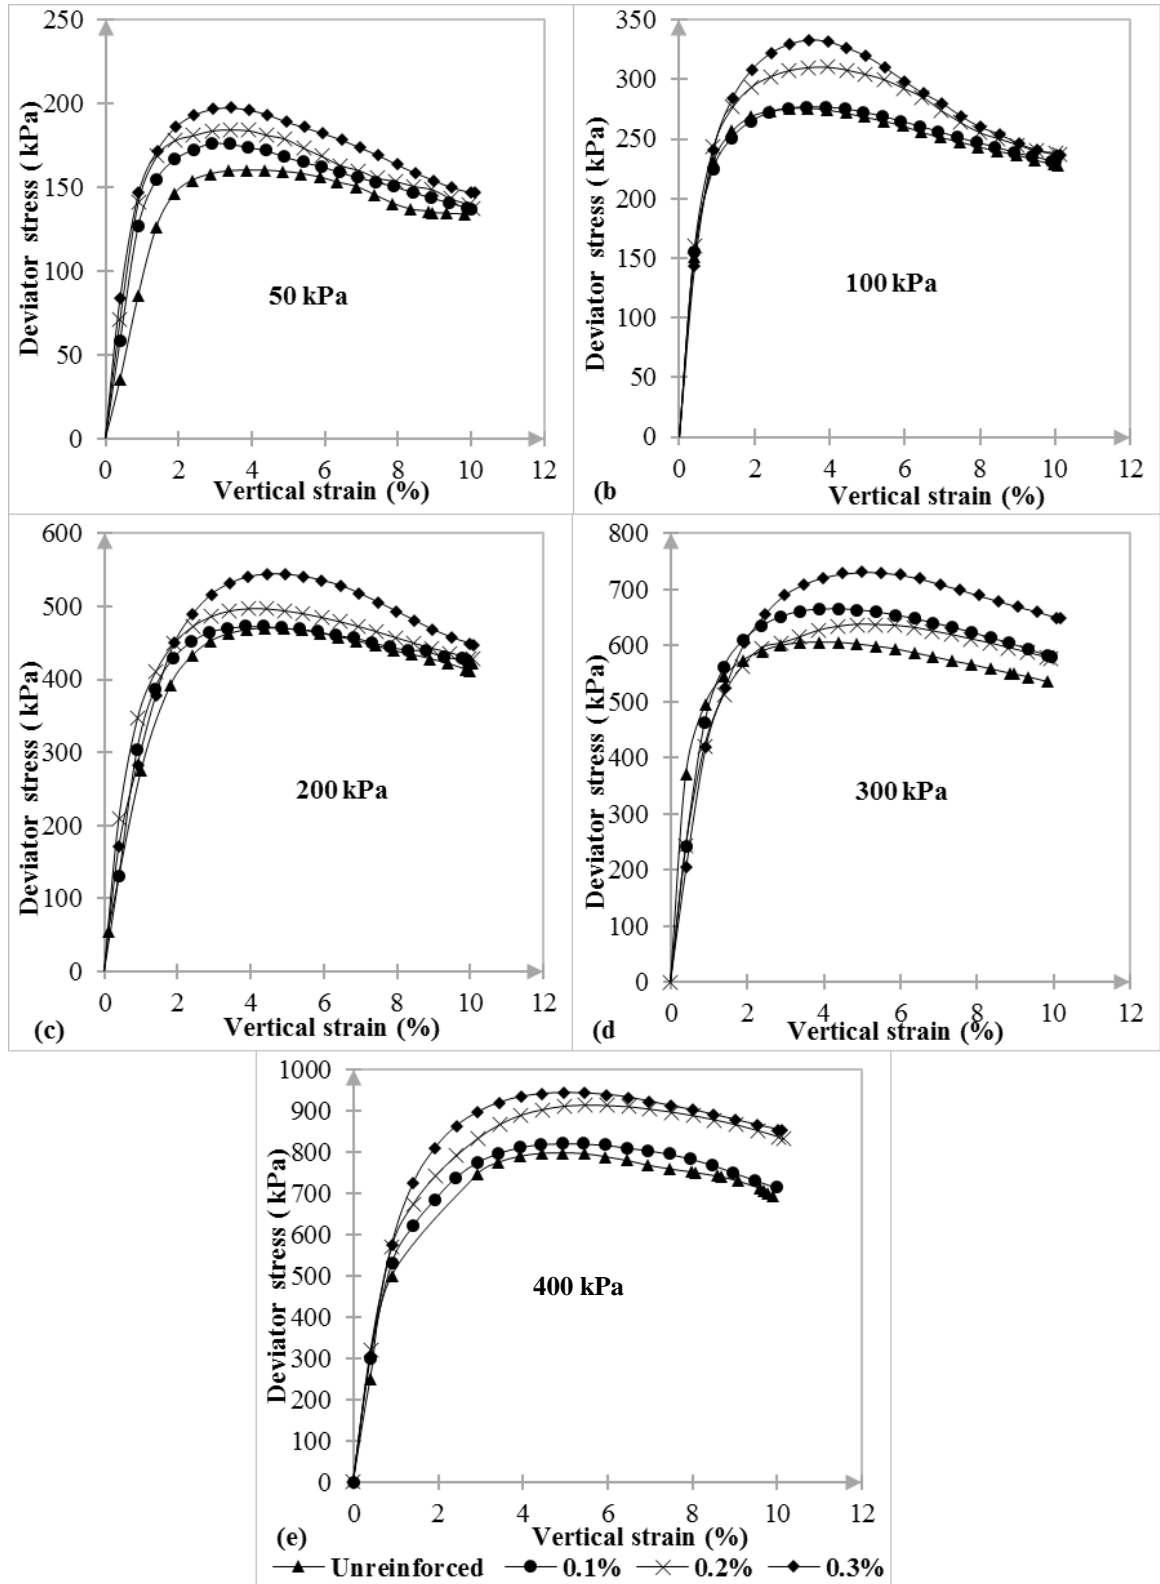 250
200
150
100
50
0
0 2 4 6 8 10 12
Deviator stress ( kPa)
50 kPa
Vertical strain (%)
350
300
250
200
150
100
50
0
0 2 4 6 8 10 12
Deviator stress ( kPa)
100 kPa
Vertical strain (%)
(b
600
500
400
300
200
100
0
0 2 4 6 8 10 12
Deviator stress ( kPa)
200 kPa
Vertical strain (%)
(c)
800
700
600
500
400
300
200
100
0
0 2 4 6 8 10 12
Deviator stress ( kPa)
300 kPa
Vertical strain (%)
(d
1000
900
800
700
600
500
400
300
200
100
0
0 2 4 6 8 10 12
Deviator stress ( kPa)
400 kPa
Vertical strain (%)
(e)
Unreinforced 0.1% 0.2% 0.3%